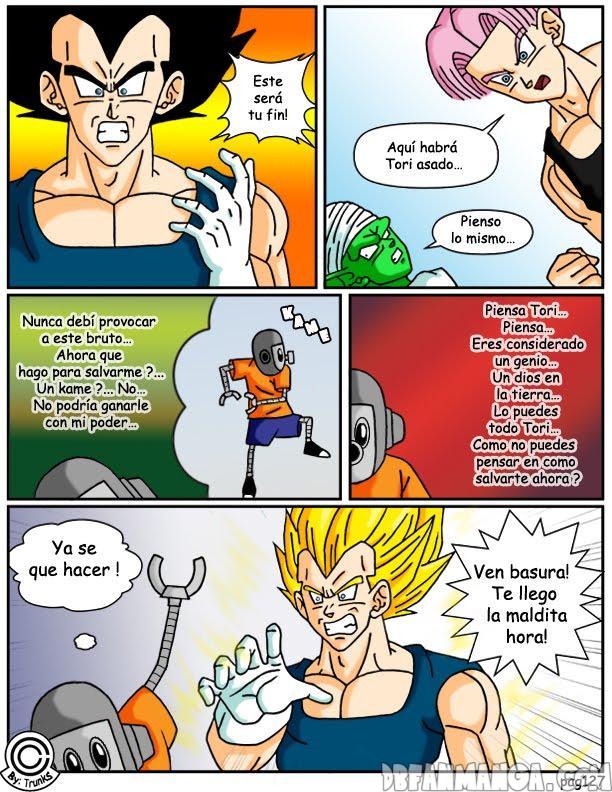 Este
será
tu fin!
Aquí habrá
Tori asado...
Pienso
lo mismo...
Nunca debí provocar
a este bruto...
Ahora que
hago para salvarme ?...
Un kame ?... No...
No podría ganarle
con mi poder...
Piensa Tori...
Piensa...
Eres considerado
un genio...
Un dios en
la tierra...
Lo puedes
todo Tori...
Como no puedes
pensar en como
salvarte ahora ?
Ya se
que hacer !
Ven basura!
Te llego
la maldita
hora!
C
By: Trunks
pag127
DBFANMANGA.COM